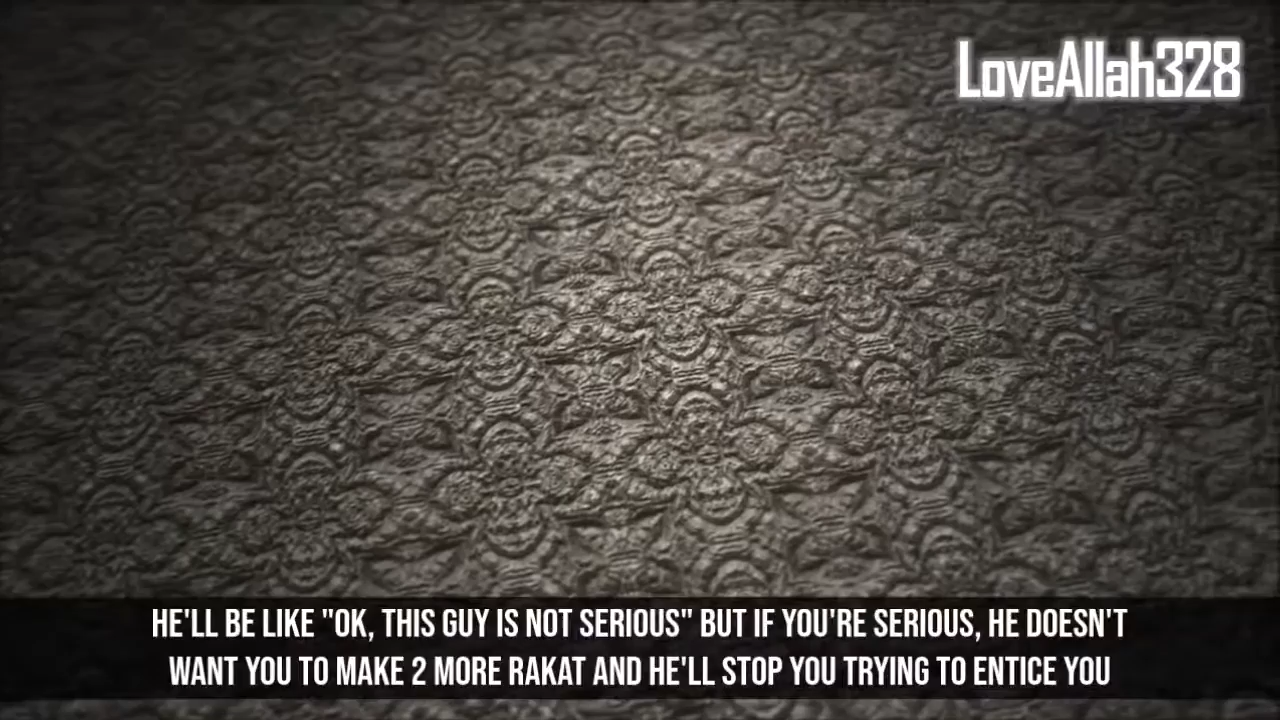 LoveAllah328
HE'LL BE LIKE "OK, THIS GUY IS NOT SERIOUS" BUT IF YOU'RE SERIOUS, HE DOESN'T
WANT YOU TO MAKE 2 MORE RAKAT AND HE'LL STOP YOU TRYING TO ENTICE YOU